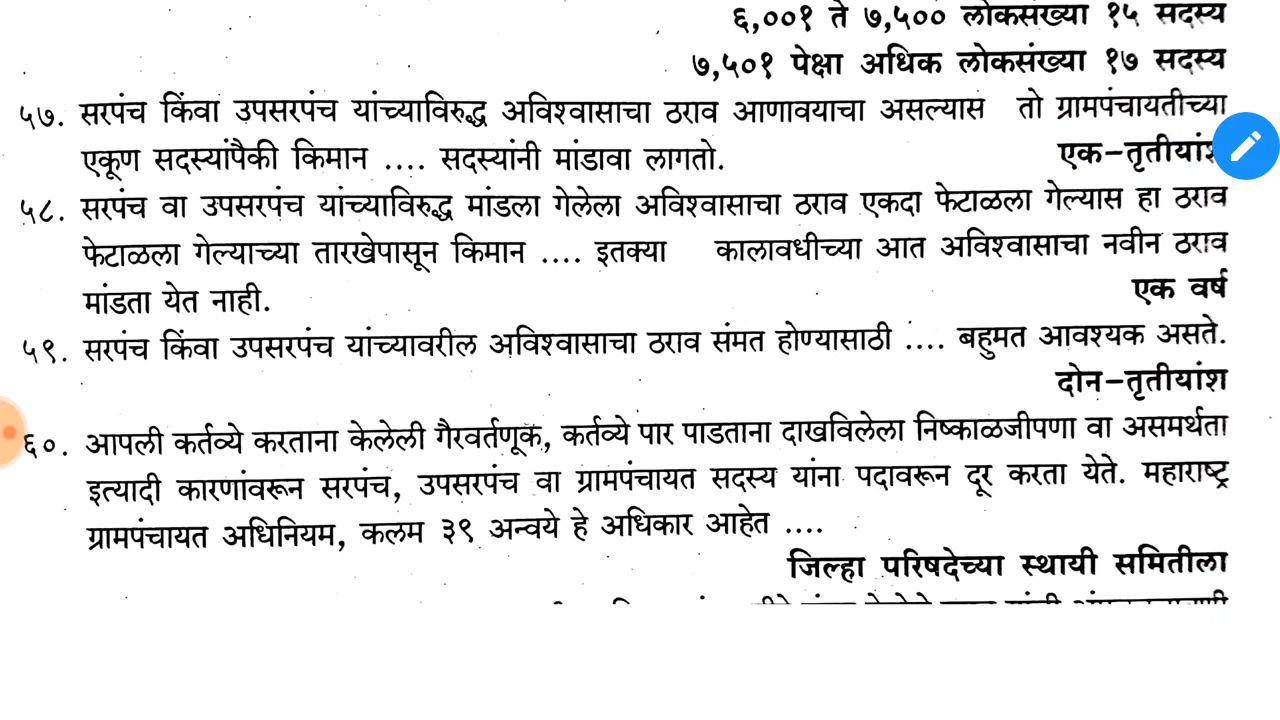 ६,००१ ते ७,५०० लोकसंख्या १५ सदस्य
७,५०१ पेक्षा अधिक लोकसंख्या १७ सदस्य
५७. सरपंच किंवा उपसरपंच यांच्याविरुद्ध अविश्वासाचा ठराव आणावयाचा असल्यास तो ग्रामपंचायतीच्या
एकूण सदस्यांपैकी किमान .... सदस्यांनी मांडावा लागतो. एक-तृतीयांश
५८. सरपंच वा उपसरपंच यांच्याविरुद्ध मांडला गेलेला अविश्वासाचा ठराव एकदा फेटाळला गेल्यास हा ठराव
फेटाळला गेल्याच्या तारखेपासून किमान .... इतक्या कालावधीच्या आत अविश्वासाचा नवीन ठराव
मांडता येत नाही. एक वर्ष
५९. सरपंच किंवा उपसरपंच यांच्यावरील अविश्वासाचा ठराव संमत होण्यासाठी .... बहुमत आवश्यक असते.
दोन-तृतीयांश
६०. आपली कर्तव्ये करताना केलेली गैरवर्तणूक, कर्तव्ये पार पाडताना दाखविलेला निष्काळजीपणा वा असमर्थता
इत्यादी कारणांवरून सरपंच, उपसरपंच वा ग्रामपंचायत सदस्य यांना पदावरून दूर करता येते. महाराष्ट्र
ग्रामपंचायत अधिनियम, कलम ३९ अन्वये हे अधिकार आहेत ....
जिल्हा परिषदेच्या स्थायी समितीला